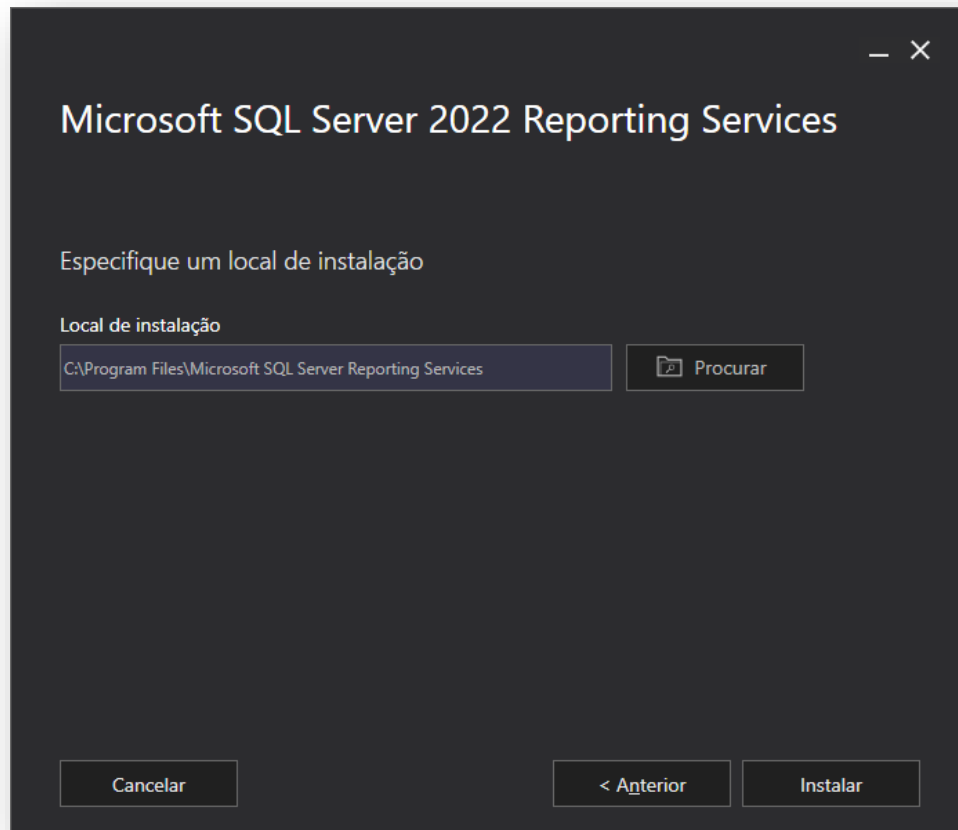 Microsoft SQL Server 2022 Reporting Services
Especifique um local de instalação
Local de instalação
C:\Program Files\Microsoft SQL Server Reporting Services
Procurar
Cancelar
< Anterior
Instalar